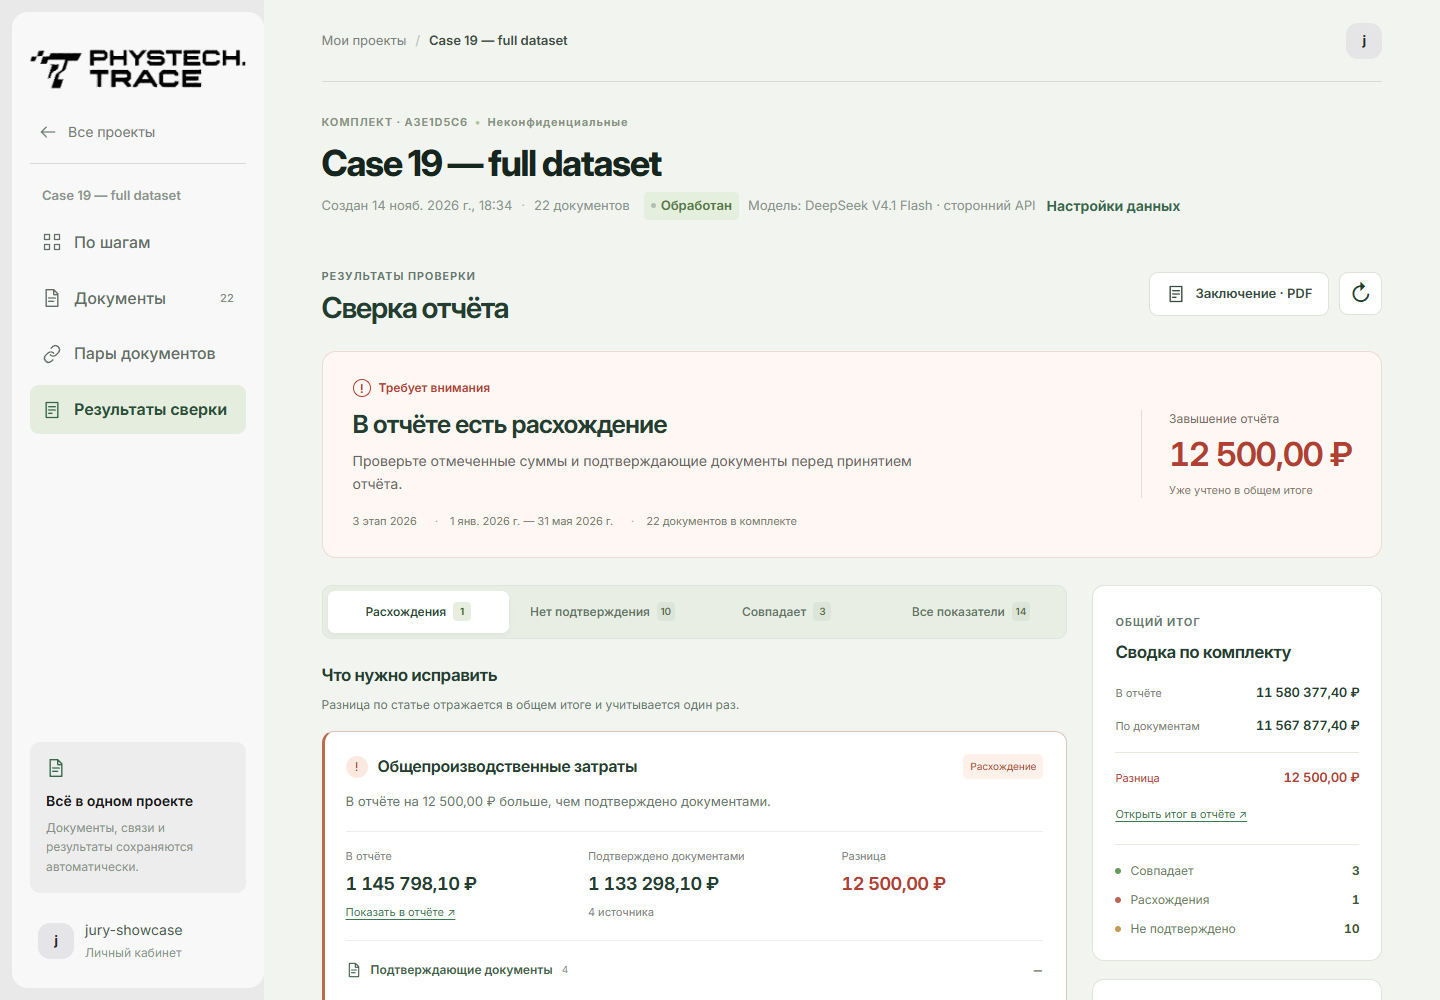 PHYSTECH.
TRACE
Все проекты
Case 19 — full dataset
По шагам
Документы 22
Пары документов
Результаты сверки
Всё в одном проекте
Документы, связи и
результаты сохраняются
автоматически.
j
jury-showcase
Личный кабинет
Мои проекты / Case 19 — full dataset
j
КОМПЛЕКТ · A3E1D5C6 • Неконфиденциальные
Case 19 — full dataset
Создан 14 нояб. 2026 г., 18:34 · 22 документов • Обработан Модель: DeepSeek V4.1 Flash · сторонний API Настройки данных
РЕЗУЛЬТАТЫ ПРОВЕРКИ
Сверка отчёта
Заключение · PDF
! Требует внимания
В отчёте есть расхождение
Проверьте отмеченные суммы и подтверждающие документы перед принятием
отчёта.
3 этап 2026 · 1 янв. 2026 г. — 31 мая 2026 г. · 22 документов в комплекте
Завышение отчёта
12 500,00 ₽
Уже учтено в общем итоге
Расхождения 1 Нет подтверждения 10 Совпадает 3 Все показатели 14
Что нужно исправить
Разница по статье отражается в общем итоге и учитывается один раз.
! Общепроизводственные затраты Расхождение
В отчёте на 12 500,00 ₽ больше, чем подтверждено документами.
В отчёте Подтверждено документами Разница
1 145 798,10 ₽ 1 133 298,10 ₽ 12 500,00 ₽
Показать в отчёте ↗ 4 источника
Подтверждающие документы 4 −
ОБЩИЙ ИТОГ
Сводка по комплекту
В отчёте 11 580 377,40 ₽
По документам 11 567 877,40 ₽
Разница 12 500,00 ₽
Открыть итог в отчёте ↗
Совпадает 3
Расхождения 1
Не подтверждено 10